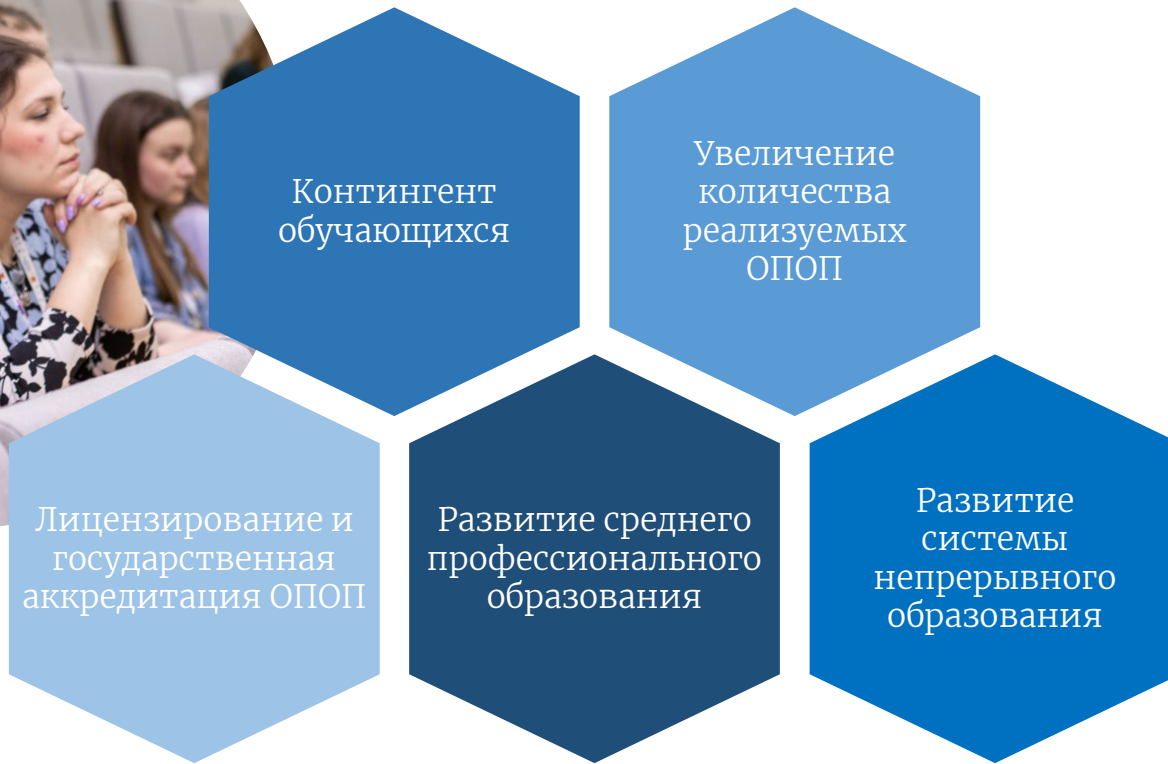 Контингент
обучающихся
Увеличение
количества
реализуемых
ОПОП
Лицензирование и
государственная
аккредитация ОПОП
Развитие среднего
профессионального
образования
Развитие
системы
непрерывного
образования